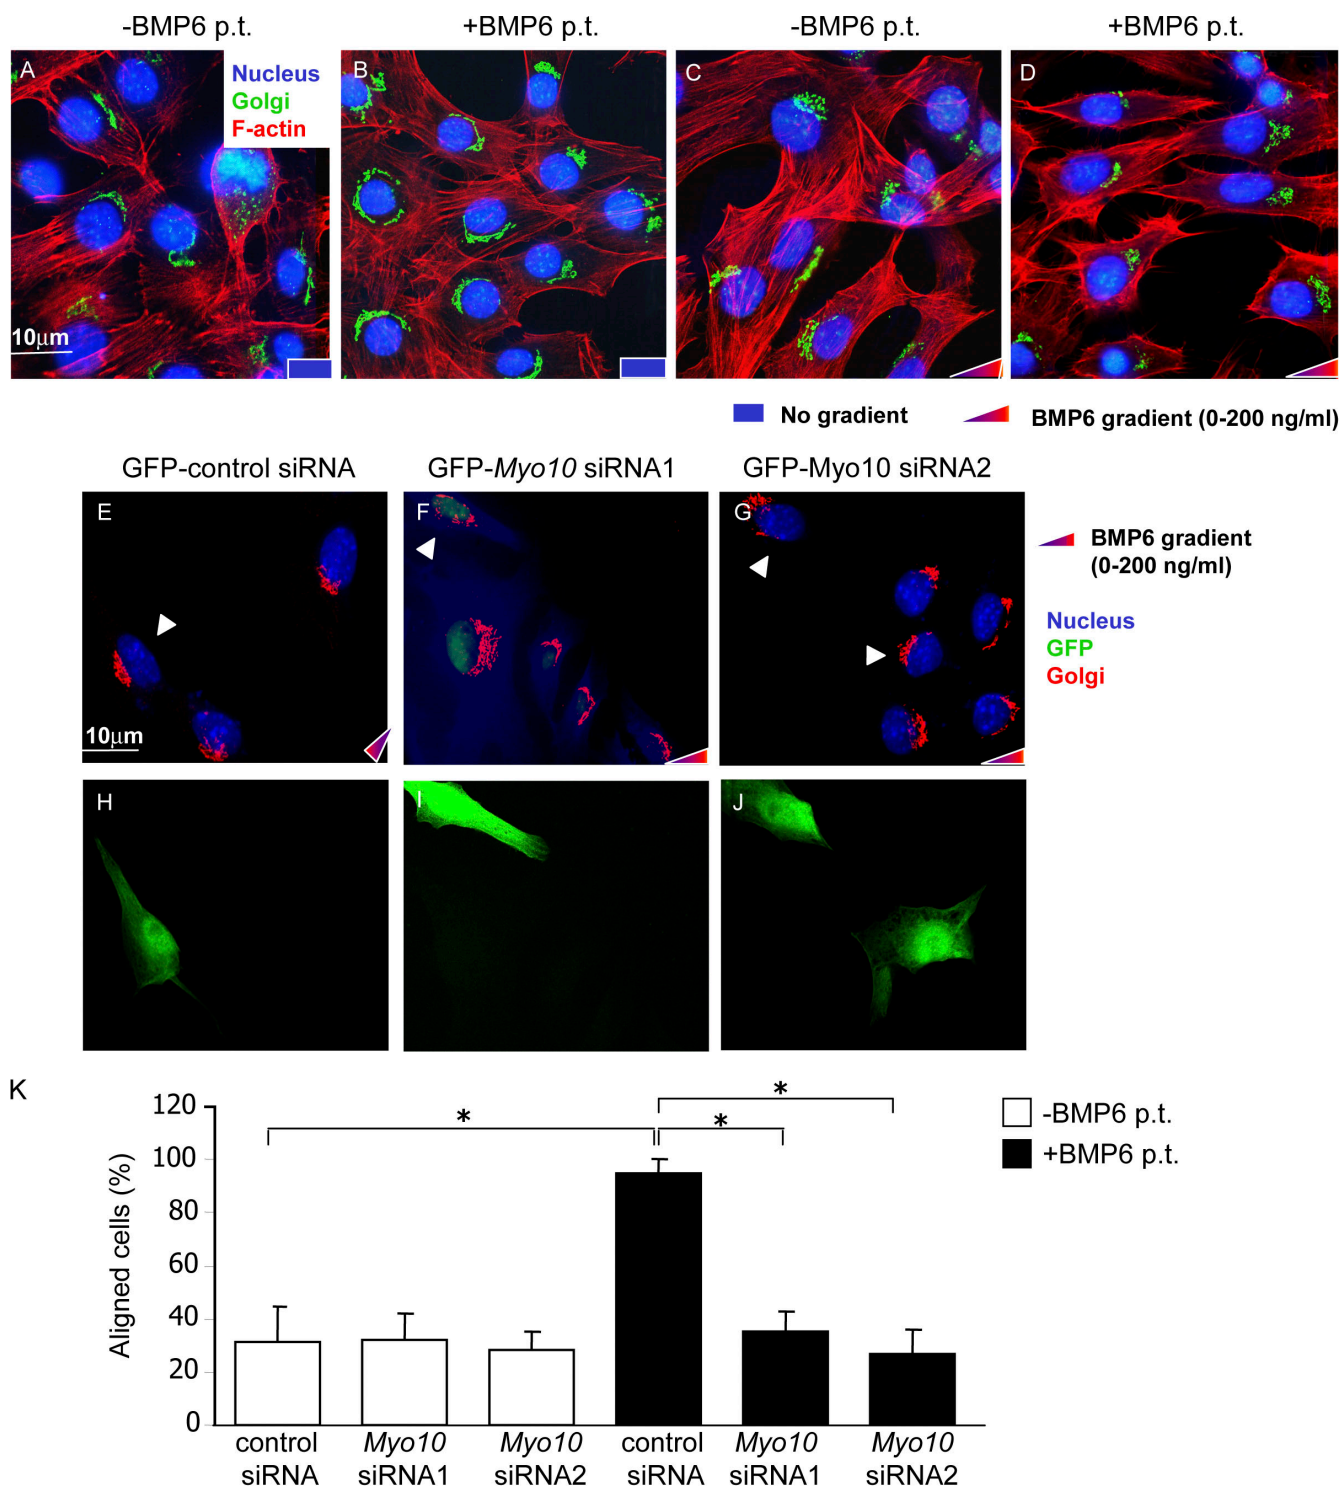 -BMP6 p.t.
+BMP6 p.t.
-BMP6 p.t.
+BMP6 p.t.
A
Nucleus
Golgi
F-actin
10μm
B
C
D
No gradient
BMP6 gradient (0-200 ng/ml)
GFP-control siRNA
GFP-Myo10 siRNA1
GFP-Myo10 siRNA2
E
10μm
F
G
BMP6 gradient
(0-200 ng/ml)
Nucleus
GFP
Golgi
H
I
J
K
Aligned cells (%)
120
100
80
60
40
20
0
*
*
*
-BMP6 p.t.
+BMP6 p.t.
control
siRNA
Myo10
siRNA1
Myo10
siRNA2
control
siRNA
Myo10
siRNA1
Myo10
siRNA2